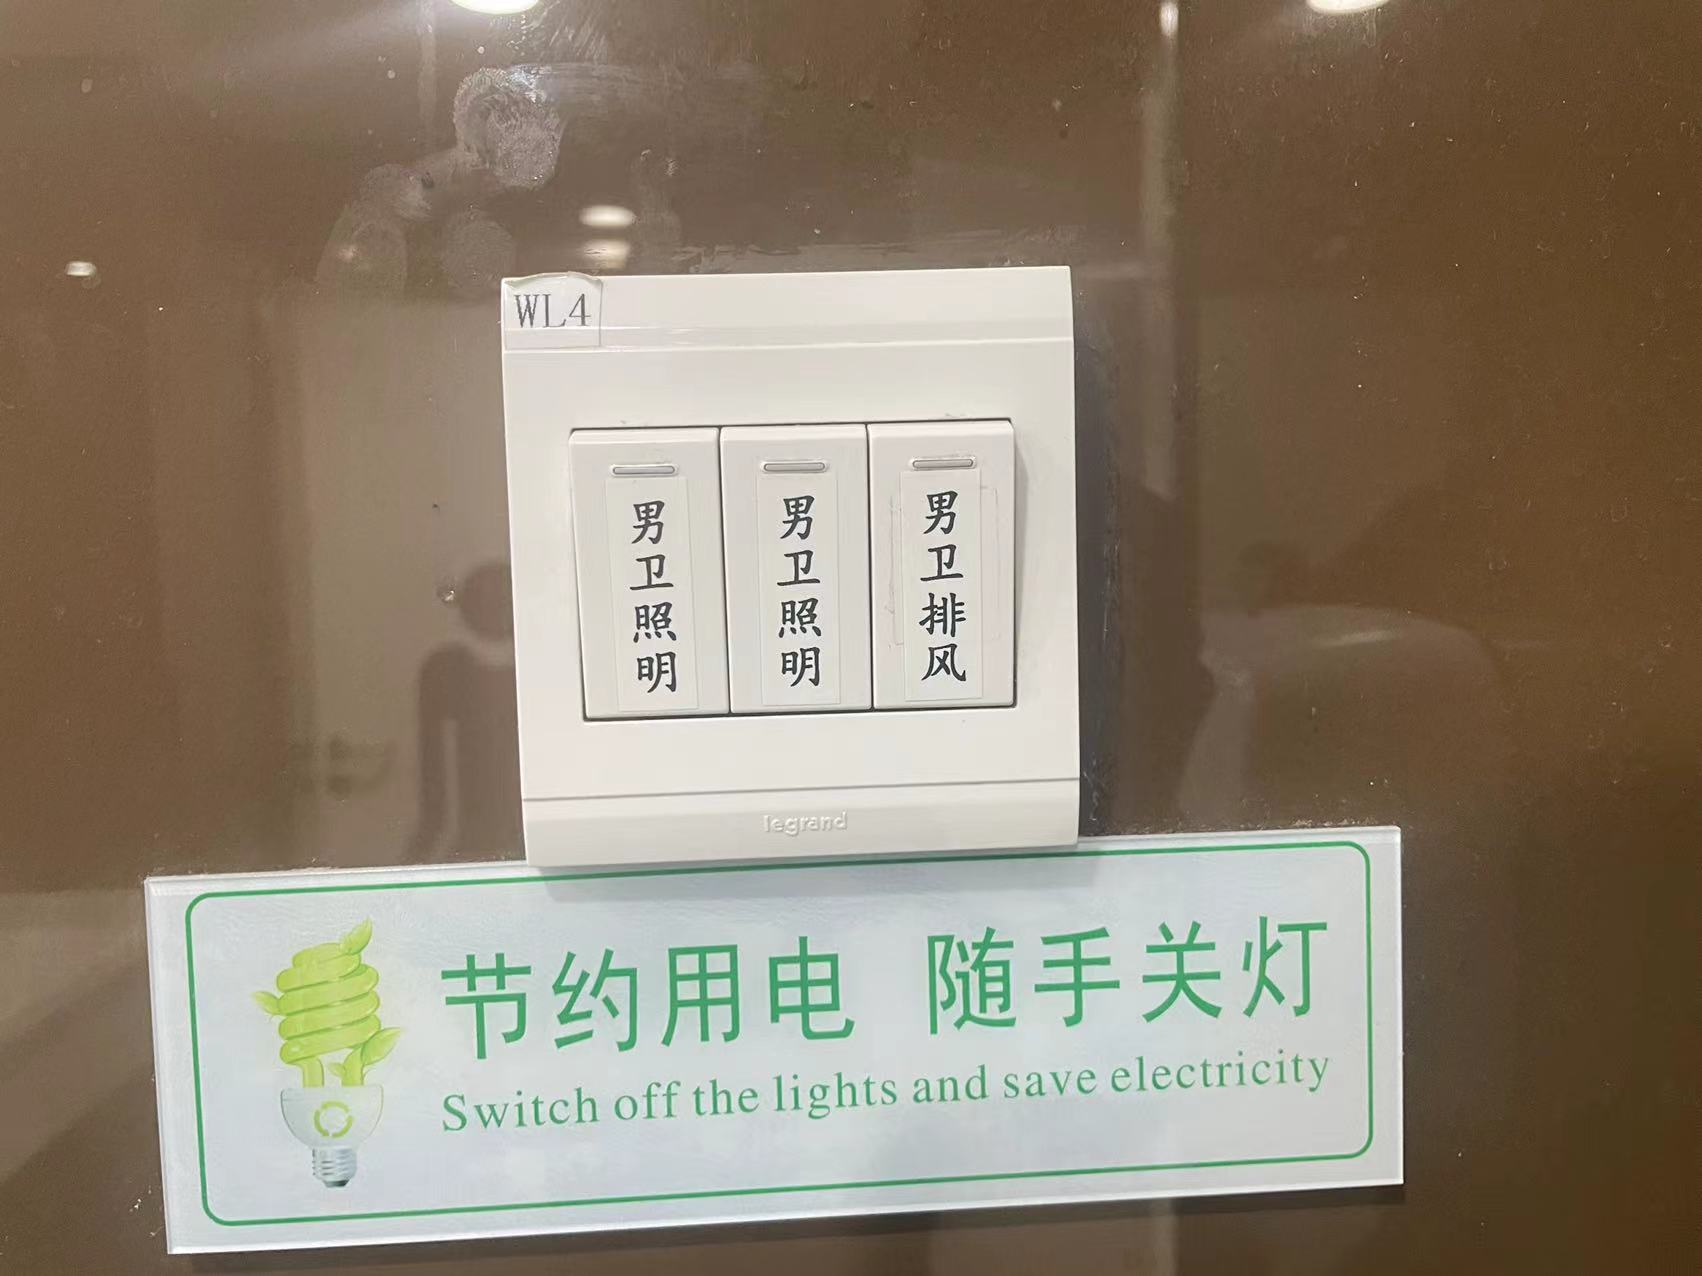 WL4
男卫照明
男卫照明
男卫排风
legrand
节约用电 随手关灯
Switch off the lights and save electricity